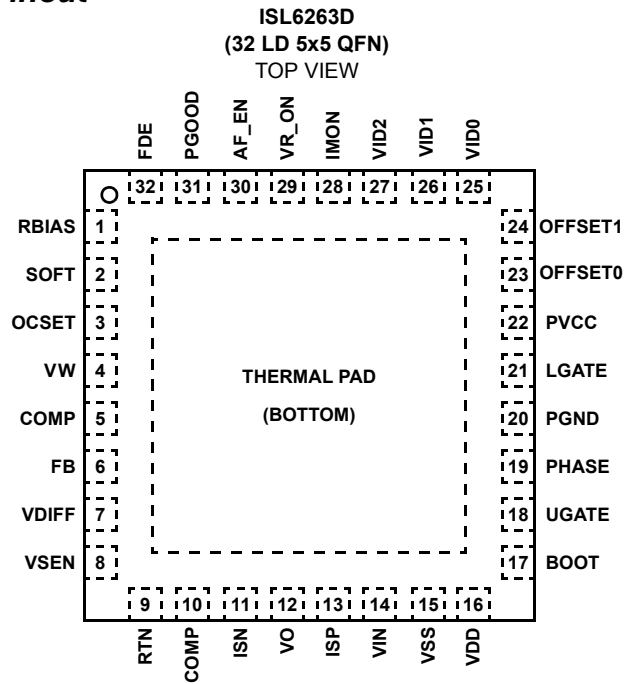 ISL6263D
(32 LD 5x5 QFN)
TOP VIEW
FDE
PGOOD
AF_EN
VR_ON
IMON
VID2
VID1
VID0
32 31 30 29 28 27 26 25
RBIAS 1
SOFT 2
OCSET 3
VW 4
COMP 5
FB 6
VDIFF 7
VSEN 8
THERMAL PAD
(BOTTOM)
24 OFFSET1
23 OFFSET0
22 PVCC
21 LGATE
20 PGND
19 PHASE
18 UGATE
17 BOOT
9 10 11 12 13 14 15 16
RTN
COMP
ISN
VO
ISP
VIN
VSS
VDD